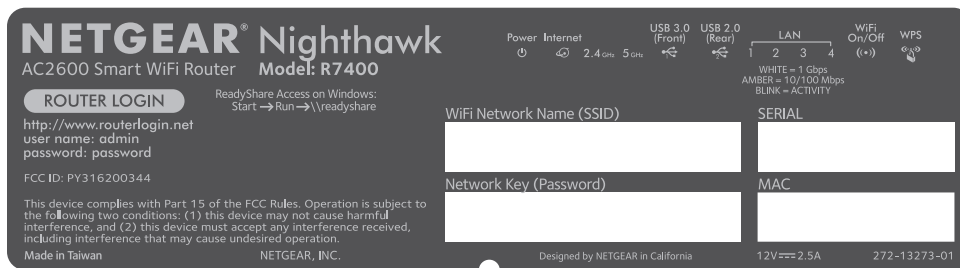 NETGEAR® Nighthawk
AC2600 Smart WiFi Router Model: R7400
ROUTER LOGIN
http://www.routerlogin.net
user name: admin
password: password
ReadyShare Access on Windows:
Start → Run → \\readyshare
FCC ID: PY316200344
This device complies with Part 15 of the FCC Rules. Operation is subject to
the following two conditions: (1) this device may not cause harmful
interference, and (2) this device must accept any interference received,
including interference that may cause undesired operation.
Made in Taiwan NETGEAR, INC.
Power Internet 2.4 GHz 5 GHz
USB 3.0
(Front)
USB 2.0
(Rear)
LAN
1 2 3 4
WiFi
On/Off
WPS
WHITE = 1 Gbps
AMBER = 10/100 Mbps
BLINK = ACTIVITY
WiFi Network Name (SSID)
SERIAL
Network Key (Password)
MAC
Designed by NETGEAR in California
12V⎓2.5A
272-13273-01